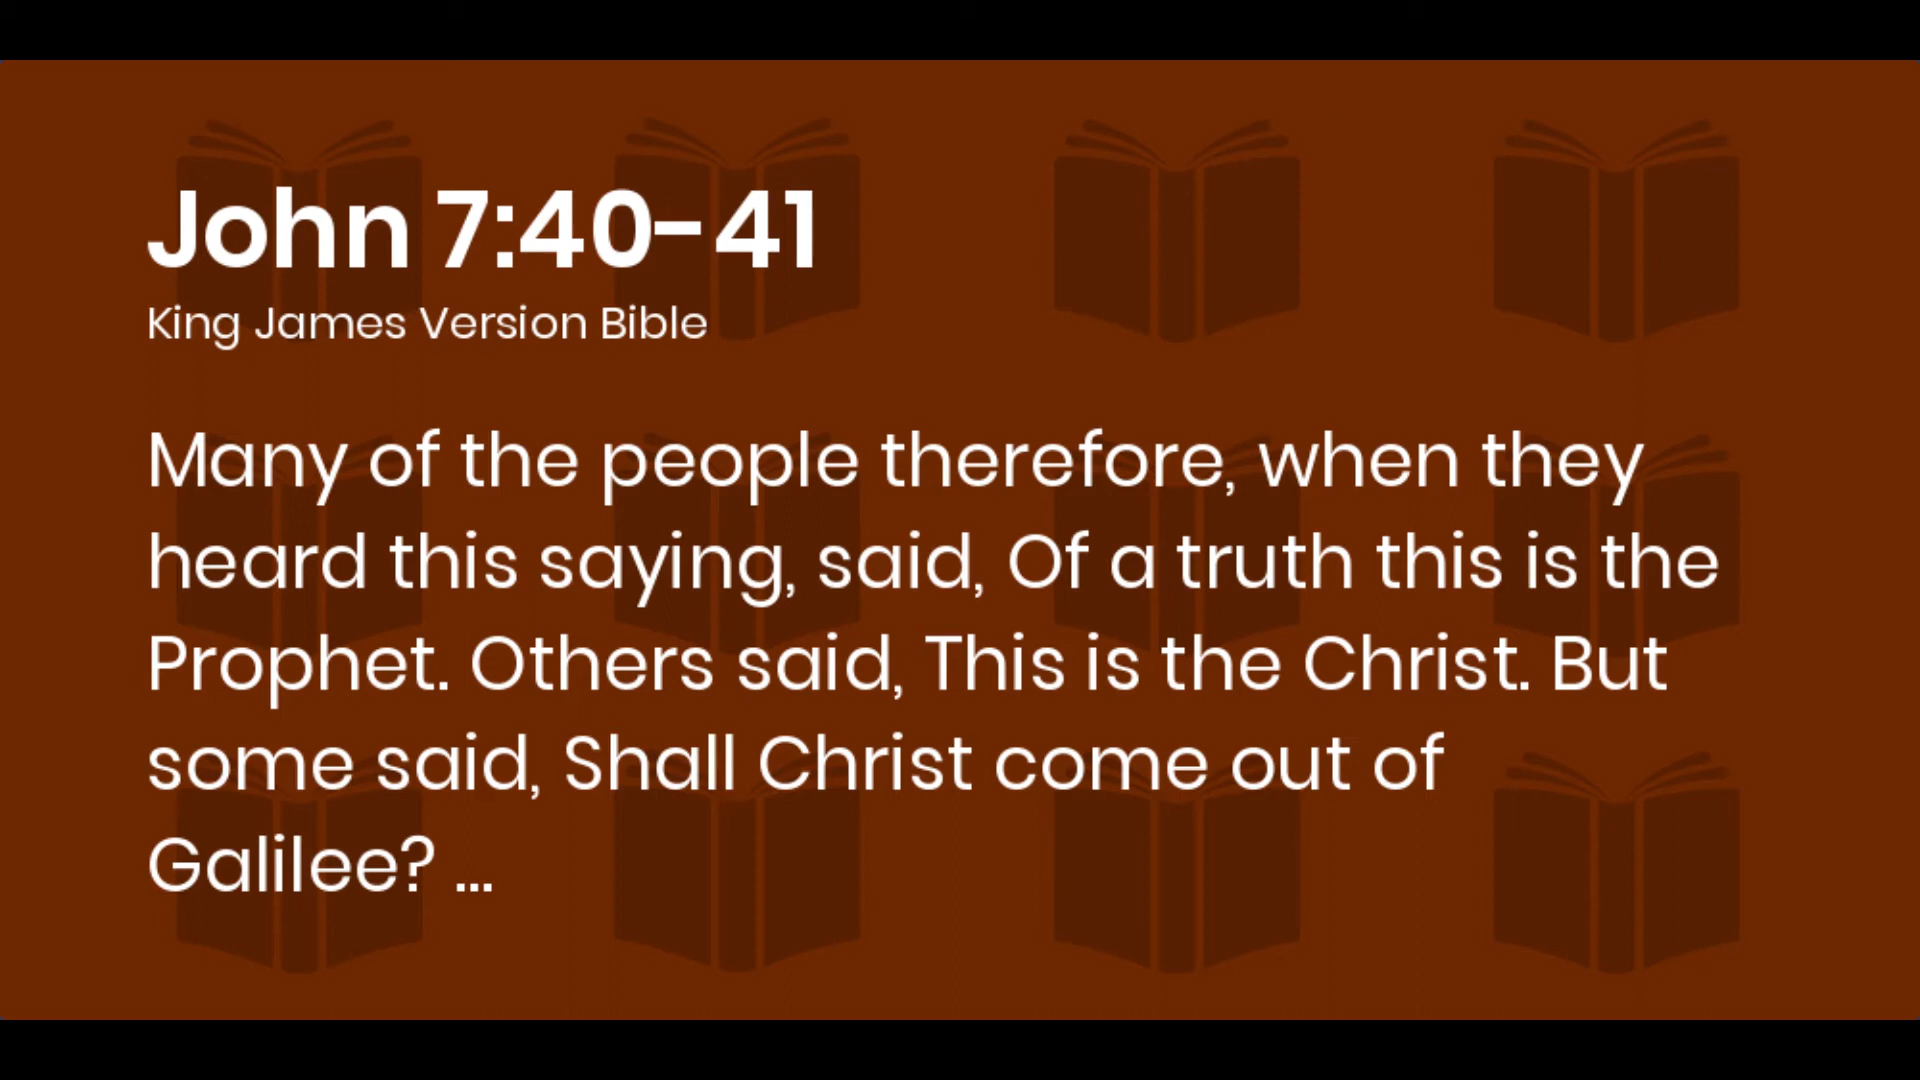 John 7:40-41
King James Version Bible
Many of the people therefore, when they
heard this saying, said, Of a truth this is the
Prophet. Others said, This is the Christ. But
some said, Shall Christ come out of
Galilee? ...